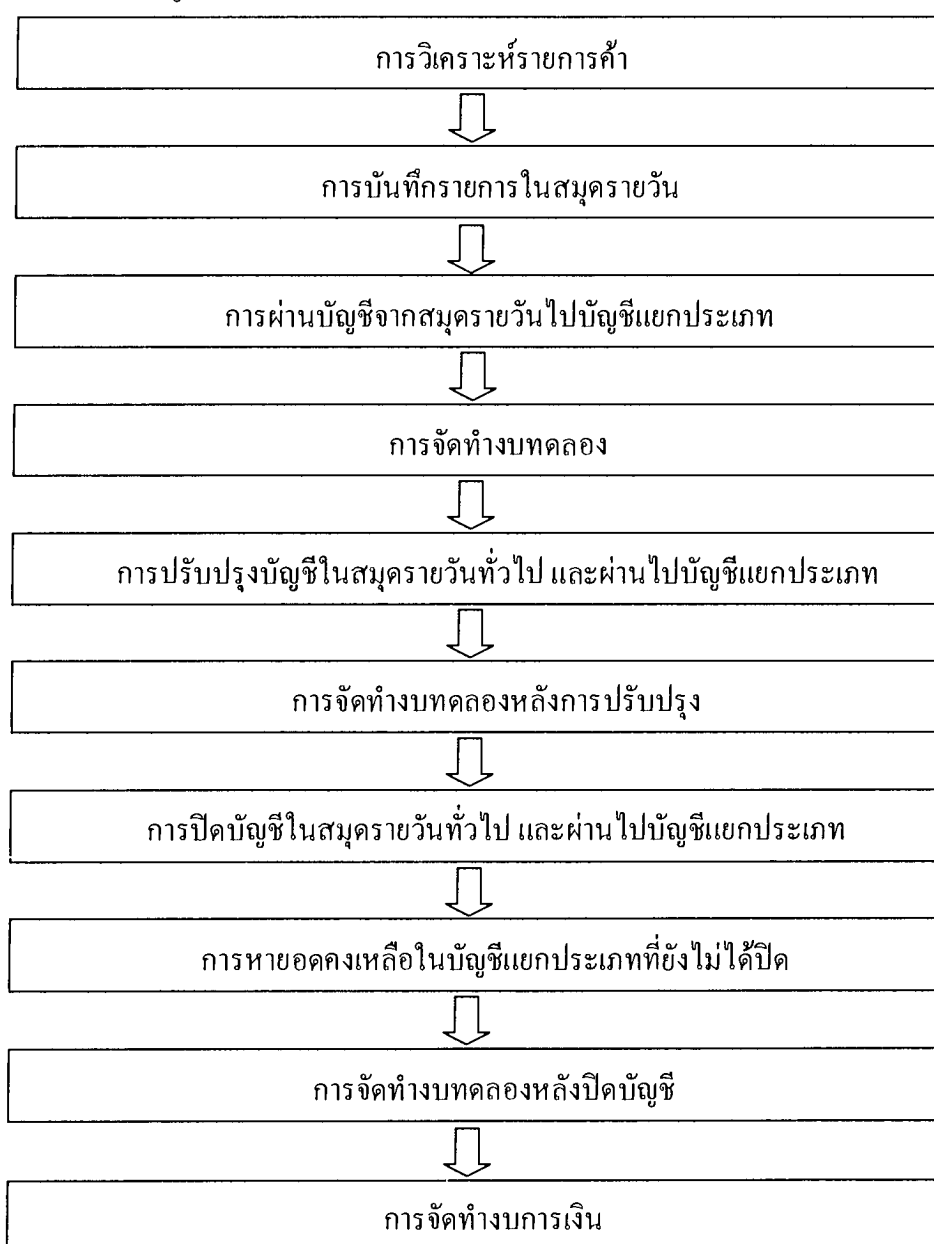 การวิเคราะห์รายการค้า
การบันทึกรายการในสมุดรายวัน
การผ่านบัญชีจากสมุดรายวันไปบัญชีแยกประเภท
การจัดทำงบทดลอง
การปรับปรุงบัญชีในสมุดรายวันทั่วไป และผ่านไปบัญชีแยกประเภท
การจัดทำงบทดลองหลังการปรับปรุง
การปิดบัญชีในสมุดรายวันทั่วไป และผ่านไปบัญชีแยกประเภท
การหายอดคงเหลือในบัญชีแยกประเภทที่ยังไม่ได้ปิด
การจัดทำงบทดลองหลังปิดบัญชี
การจัดทำงบการเงิน